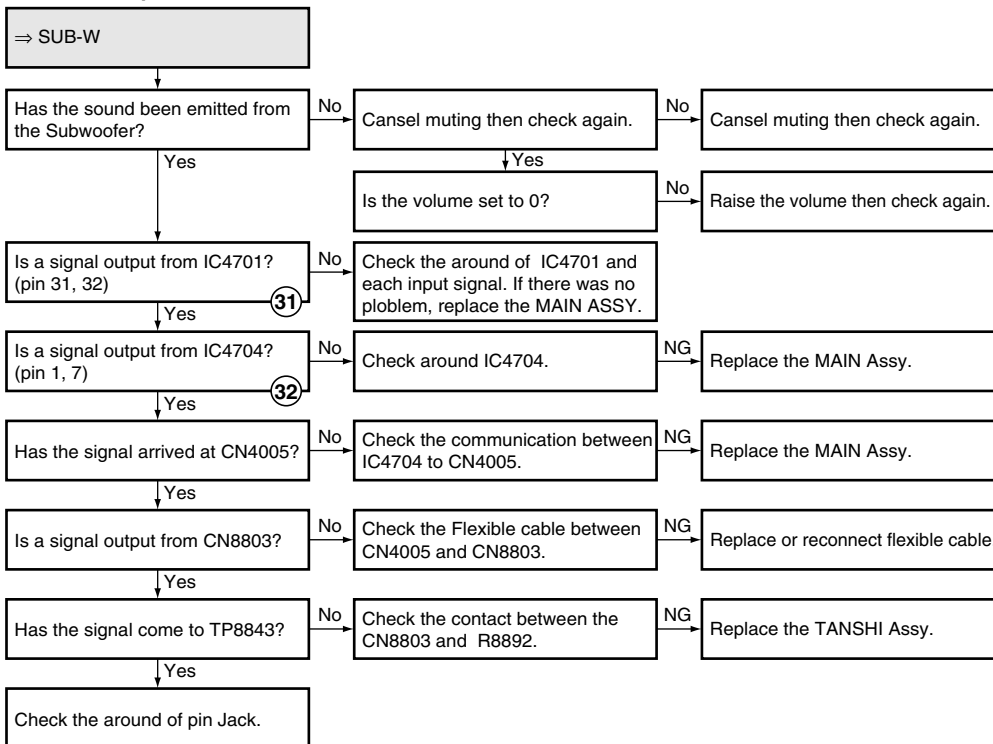 ⇒ SUB-W
Has the sound been emitted from
the Subwoofer?
No
Cansel muting then check again.
No
Cansel muting then check again.
Yes
Yes
Is the volume set to 0?
No
Raise the volume then check again.
Is a signal output from IC4701?
(pin 31, 32)
31
No
Check the around of IC4701 and
each input signal. If there was no
ploblem, replace the MAIN ASSY.
Yes
Is a signal output from IC4704?
(pin 1, 7)
32
No
Check around IC4704.
NG
Replace the MAIN Assy.
Yes
Has the signal arrived at CN4005?
No
Check the communication between
IC4704 to CN4005.
NG
Replace the MAIN Assy.
Yes
Is a signal output from CN8803?
No
Check the Flexible cable between
CN4005 and CN8803.
NG
Replace or reconnect flexible cable
Yes
Has the signal come to TP8843?
No
Check the contact between the
CN8803 and R8892.
NG
Replace the TANSHI Assy.
Yes
Check the around of pin Jack.